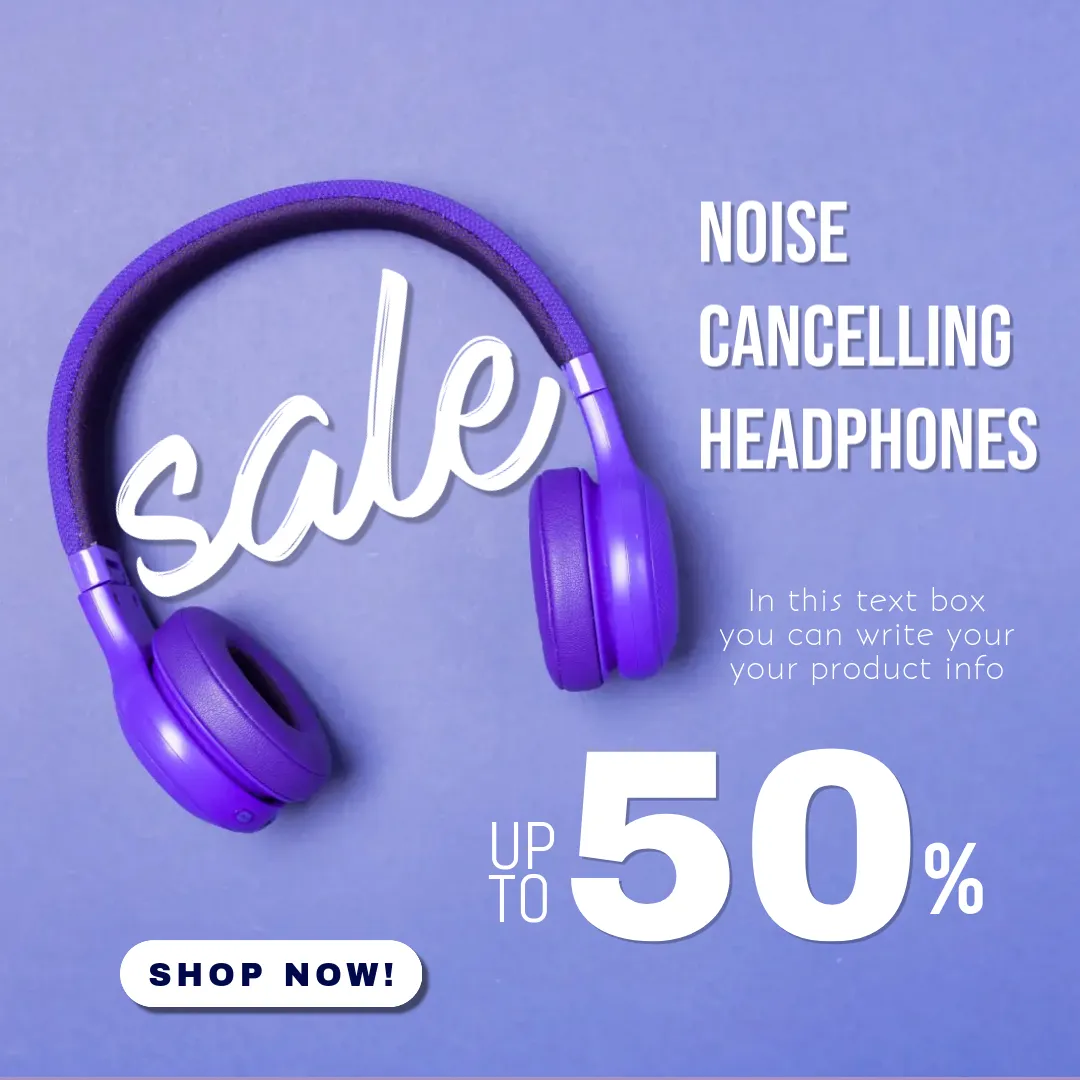 NOISE
CANCELLING
HEADPHONES
sale
In this text box
you can write your
your product info
UP
TO
50%
SHOP NOW!